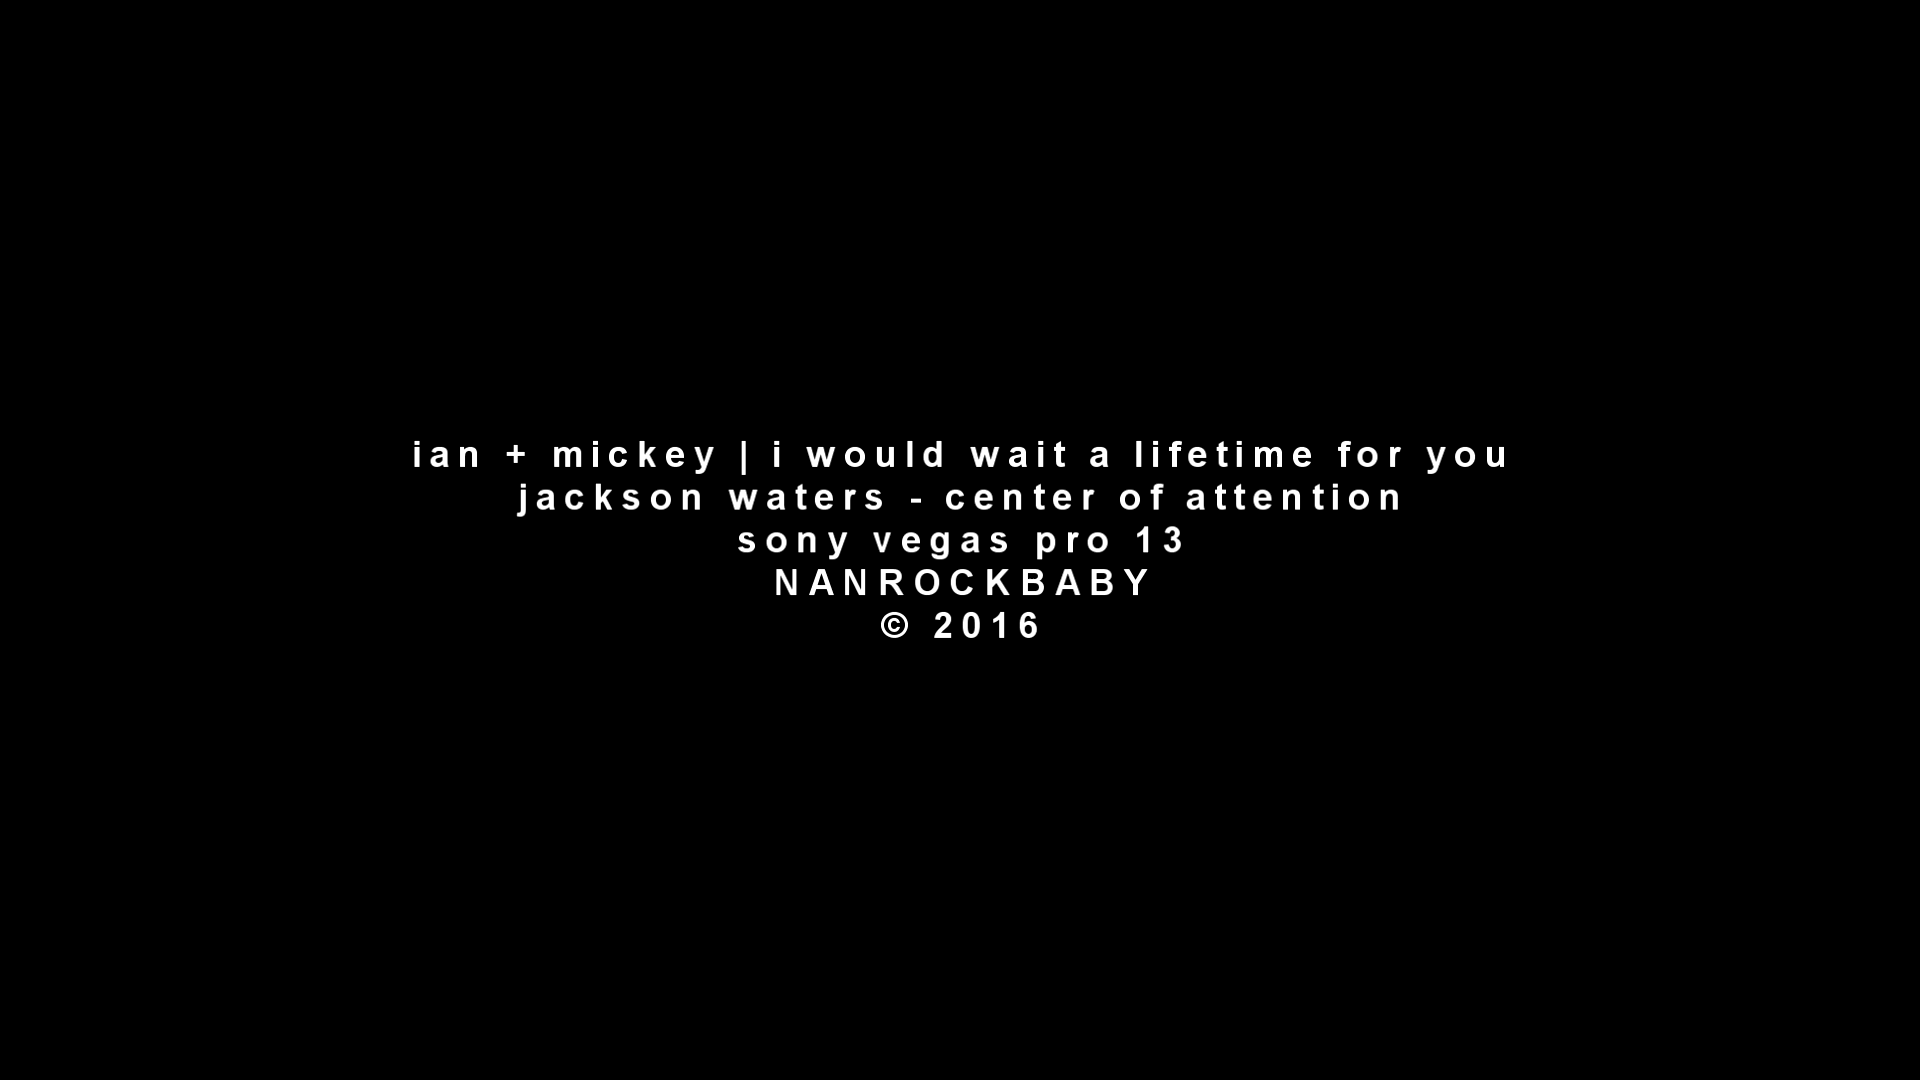 ian + mickey | i would wait a lifetime for you
jackson waters - center of attention
sony vegas pro 13
NANROCKBABY
© 2016